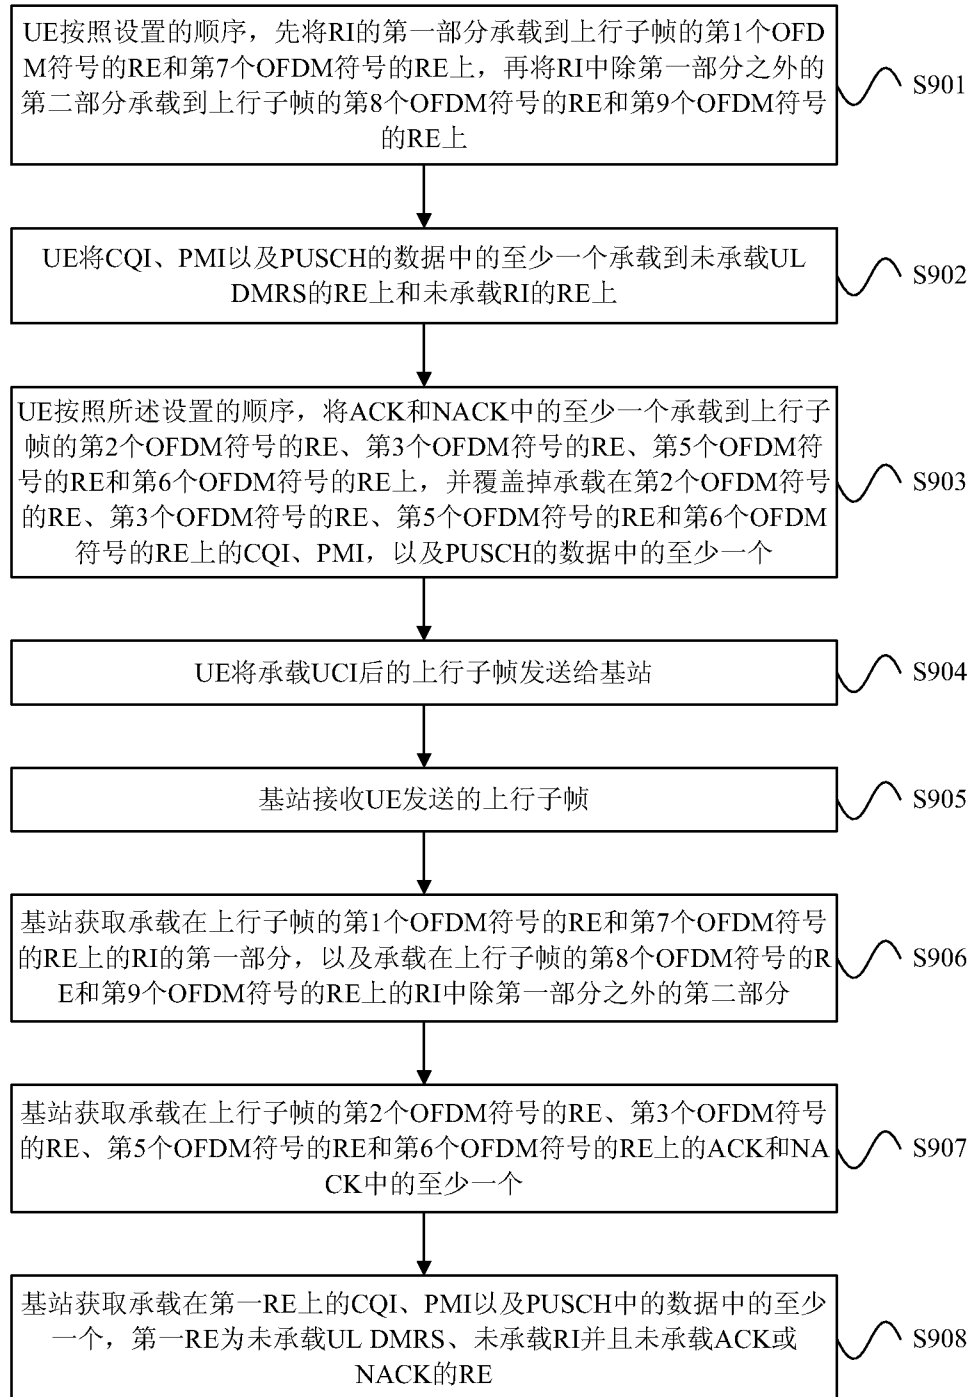 UE按照设置的顺序，先将RI的第一部分承载到上行子帧的第1个OFD
M符号的RE和第7个OFDM符号的RE上，再将RI中除第一部分之外的
第二部分承载到上行子帧的第8个OFDM符号的RE和第9个OFDM符号
的RE上
S901
UE将CQI、PMI以及PUSCH的数据中的至少一个承载到未承载UL
DMRS的RE上和未承载RI的RE上
S902
UE按照所述设置的顺序，将ACK和NACK中的至少一个承载到上行子
帧的第2个OFDM符号的RE、第3个OFDM符号的RE、第5个OFDM符
号的RE和第6个OFDM符号的RE上，并覆盖掉承载在第2个OFDM符号
的RE、第3个OFDM符号的RE、第5个OFDM符号的RE和第6个OFDM
符号的RE上的CQI、PMI，以及PUSCH的数据中的至少一个
S903
UE将承载UCI后的上行子帧发送给基站
S904
基站接收UE发送的上行子帧
S905
基站获取承载在上行子帧的第1个OFDM符号的RE和第7个OFDM符号
的RE上的RI的第一部分，以及承载在上行子帧的第8个OFDM符号的R
E和第9个OFDM符号的RE上的RI中除第一部分之外的第二部分
S906
基站获取承载在上行子帧的第2个OFDM符号的RE、第3个OFDM符号
的RE、第5个OFDM符号的RE和第6个OFDM符号的RE上的ACK和NA
CK中的至少一个
S907
基站获取承载在第一RE上的CQI、PMI以及PUSCH中的数据中的至少
一个，第一RE为未承载UL DMRS、未承载RI并且未承载ACK或
NACK的RE
S908